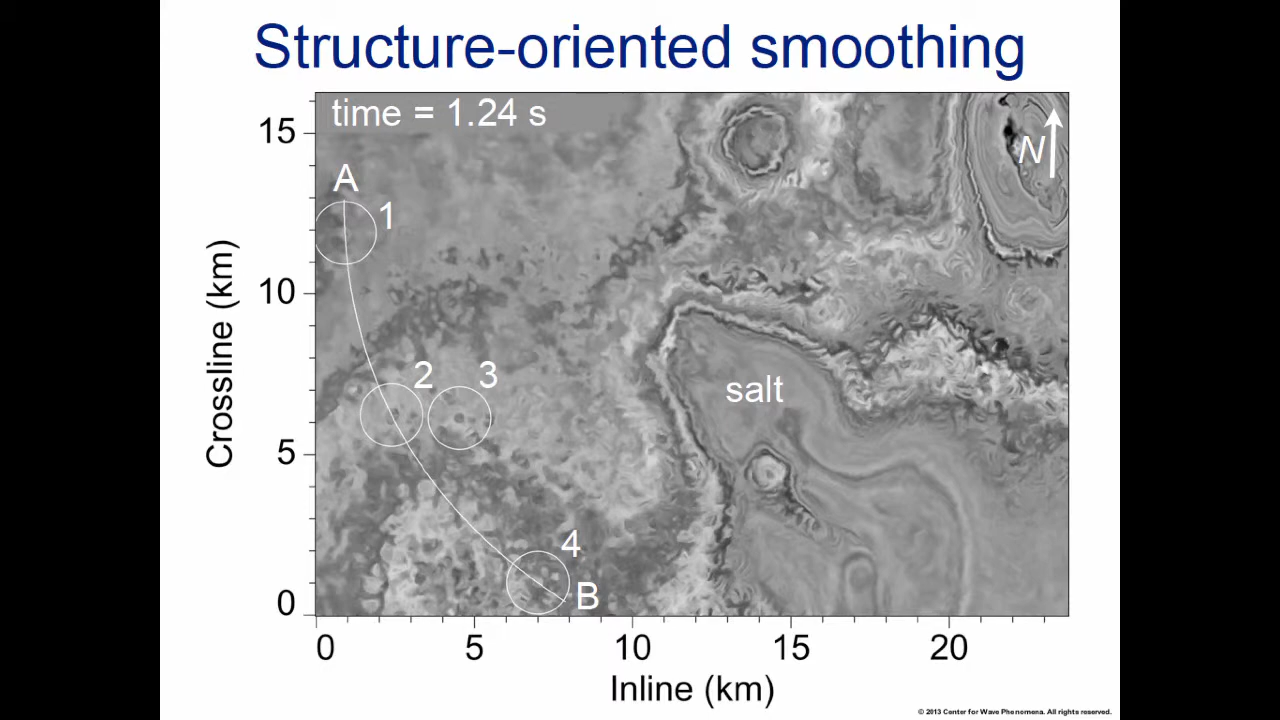 Structure-oriented smoothing
time = 1.24 s
N
A
1
2
3
salt
4
B
Crossline (km)
15
10
5
0
0 5 10 15 20
Inline (km)
© 2013 Center for Wave Phenomena. All rights reserved.